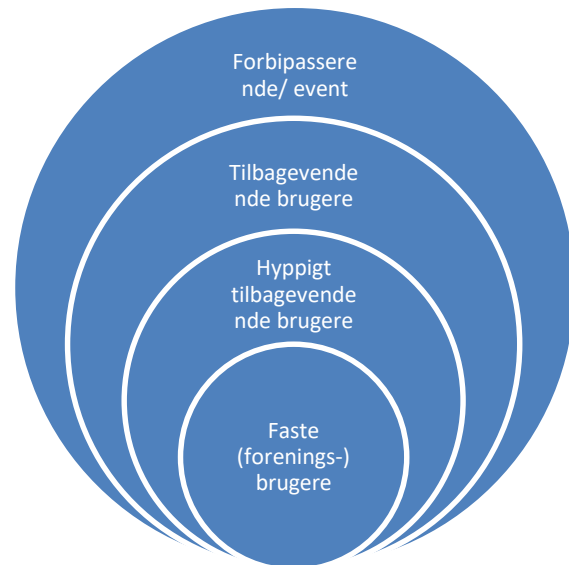 Forbipassere
nde/ event
Tilbagevende
nde brugere
Hyppigt
tilbagevende
nde brugere
Faste
(forenings-)
brugere